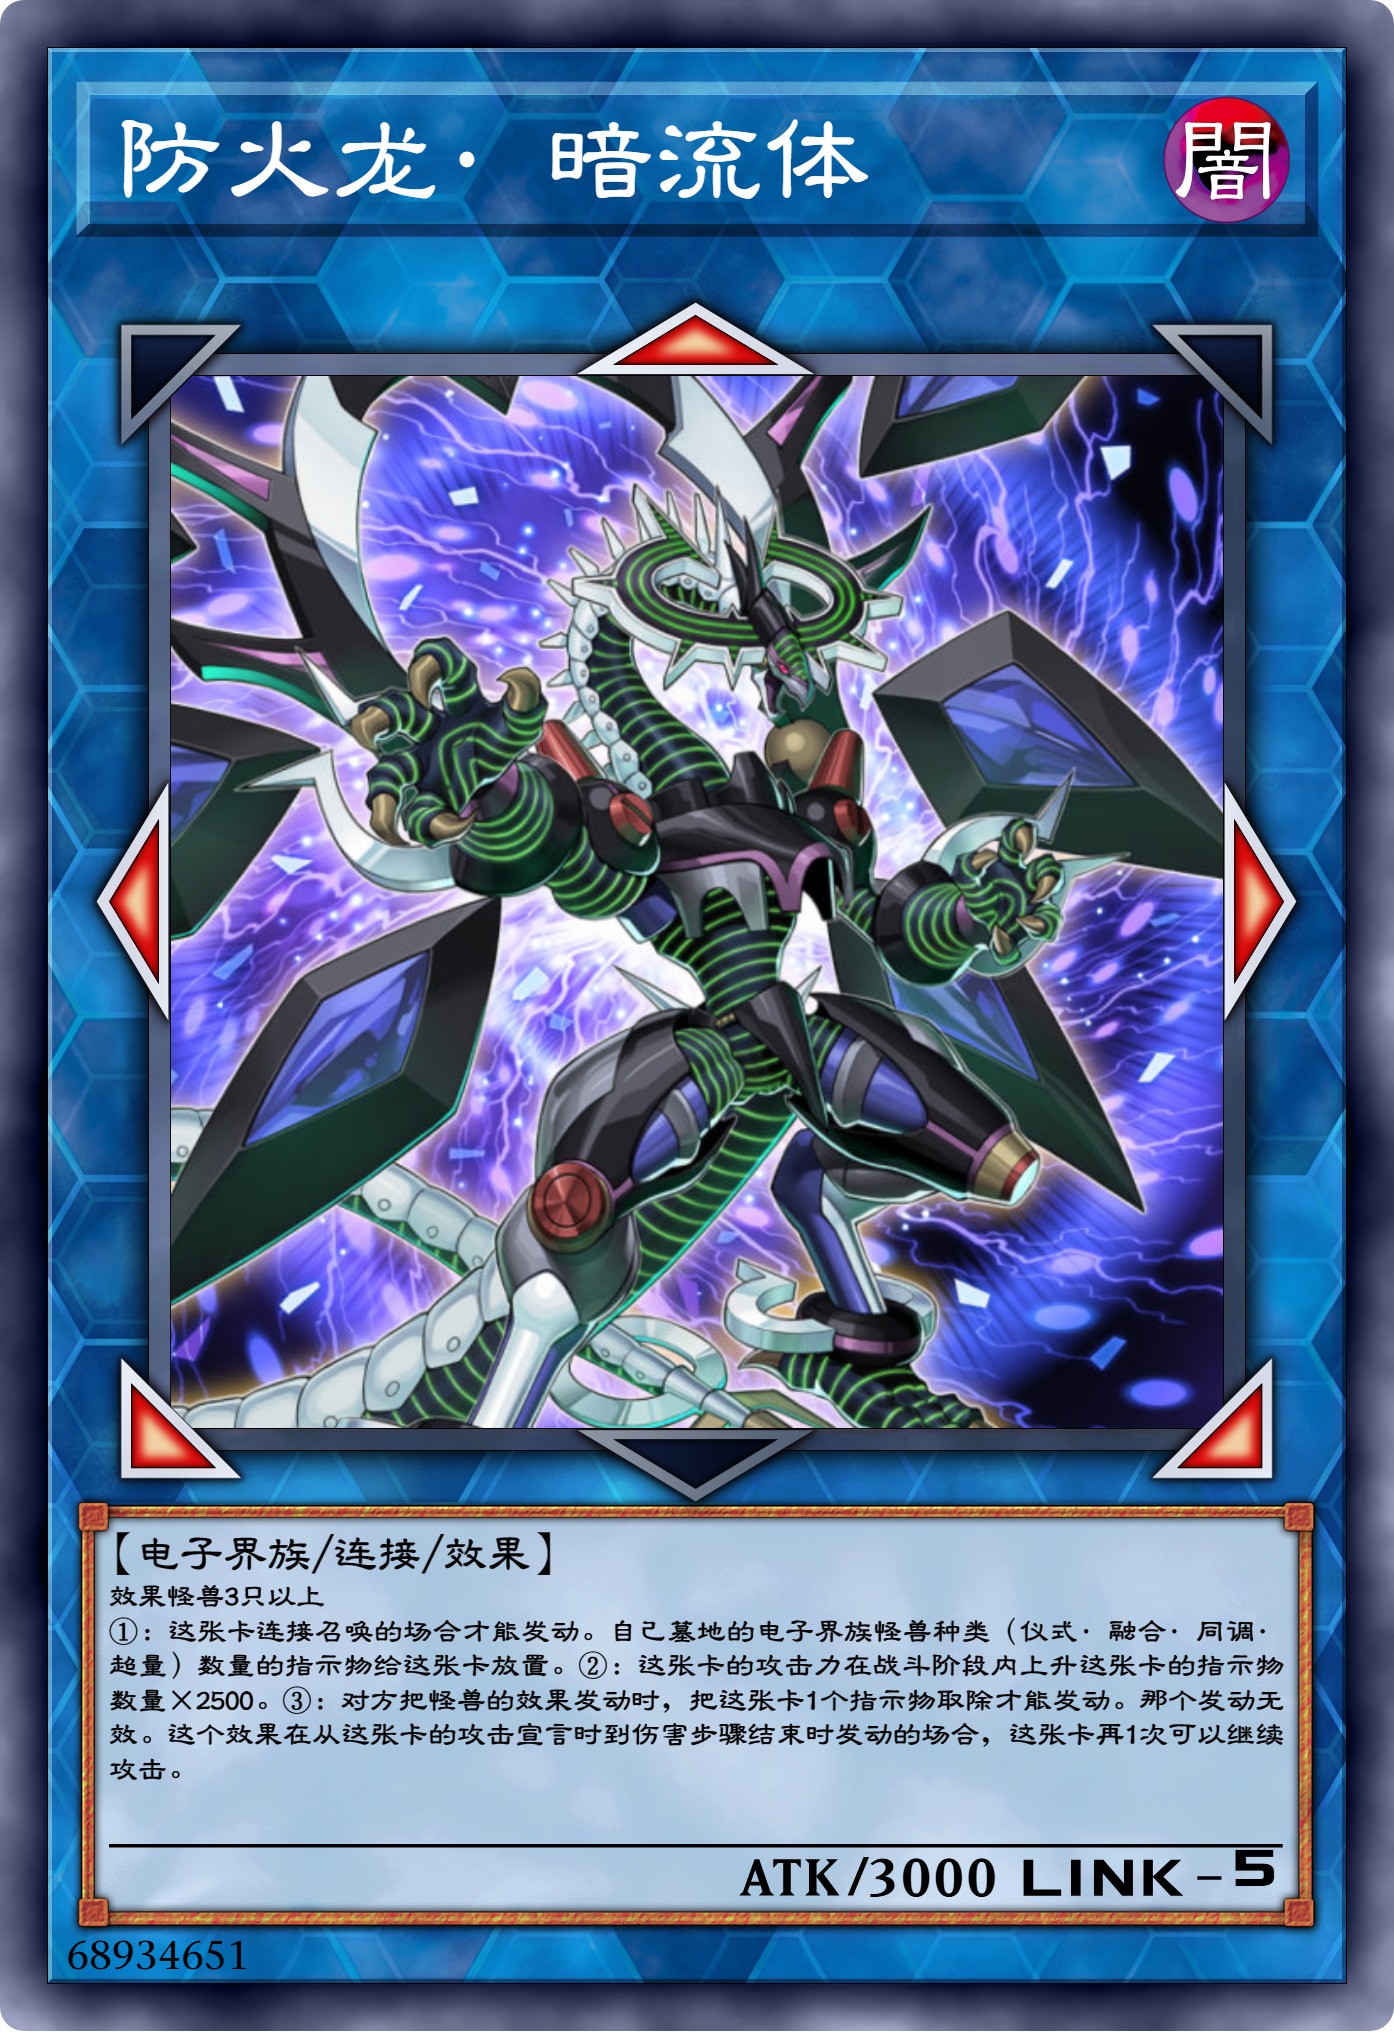 防火龙·暗流体
闇
【电子界族/连接/效果】
效果怪兽3只以上
①：这张卡连接召唤的场合才能发动。自己墓地的电子界族怪兽种类（仪式·融合·同调·
超量）数量的指示物给这张卡放置。②：这张卡的攻击力在战斗阶段内上升这张卡的指示物
数量×2500。③：对方把怪兽的效果发动时，把这张卡1个指示物取除才能发动。那个发动无
效。这个效果在从这张卡的攻击宣言时到伤害步骤结束时发动的场合，这张卡再1次可以继续
攻击。
ATK/3000 LINK-5
68934651